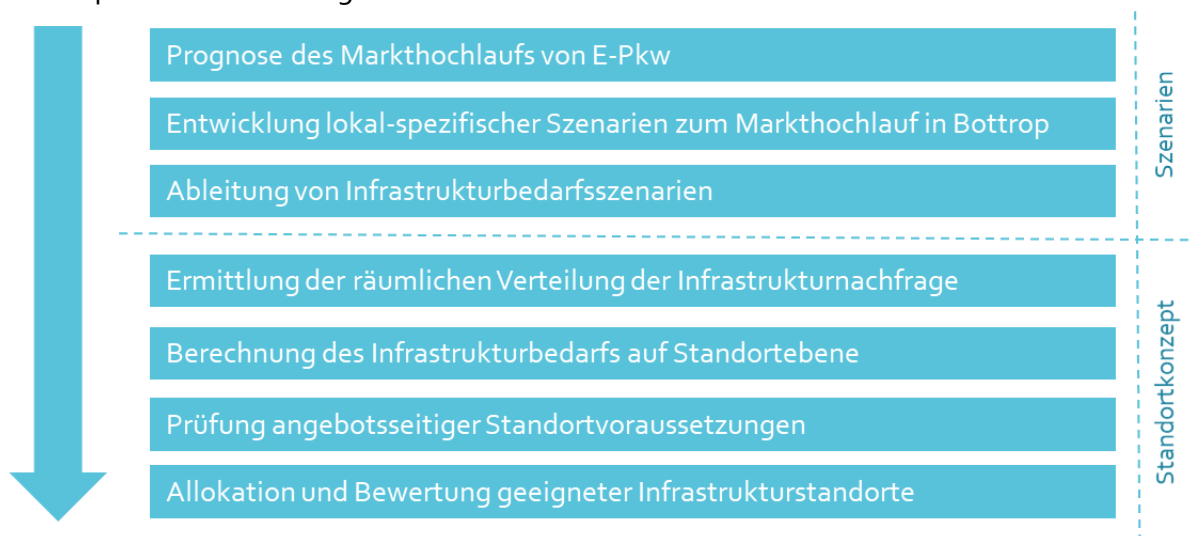 Prognose des Markthochlaufs von E-Pkw
Entwicklung lokal-spezifischer Szenarien zum Markthochlauf in Bottrop
Ableitung von Infrastrukturbedarfsszenarien
Szenarien
Ermittlung der räumlichen Verteilung der Infrastrukturnachfrage
Berechnung des Infrastrukturbedarfs auf Standortebene
Prüfung angebotsseitiger Standortvoraussetzungen
Allokation und Bewertung geeigneter Infrastrukturstandorte
Standortkonzept